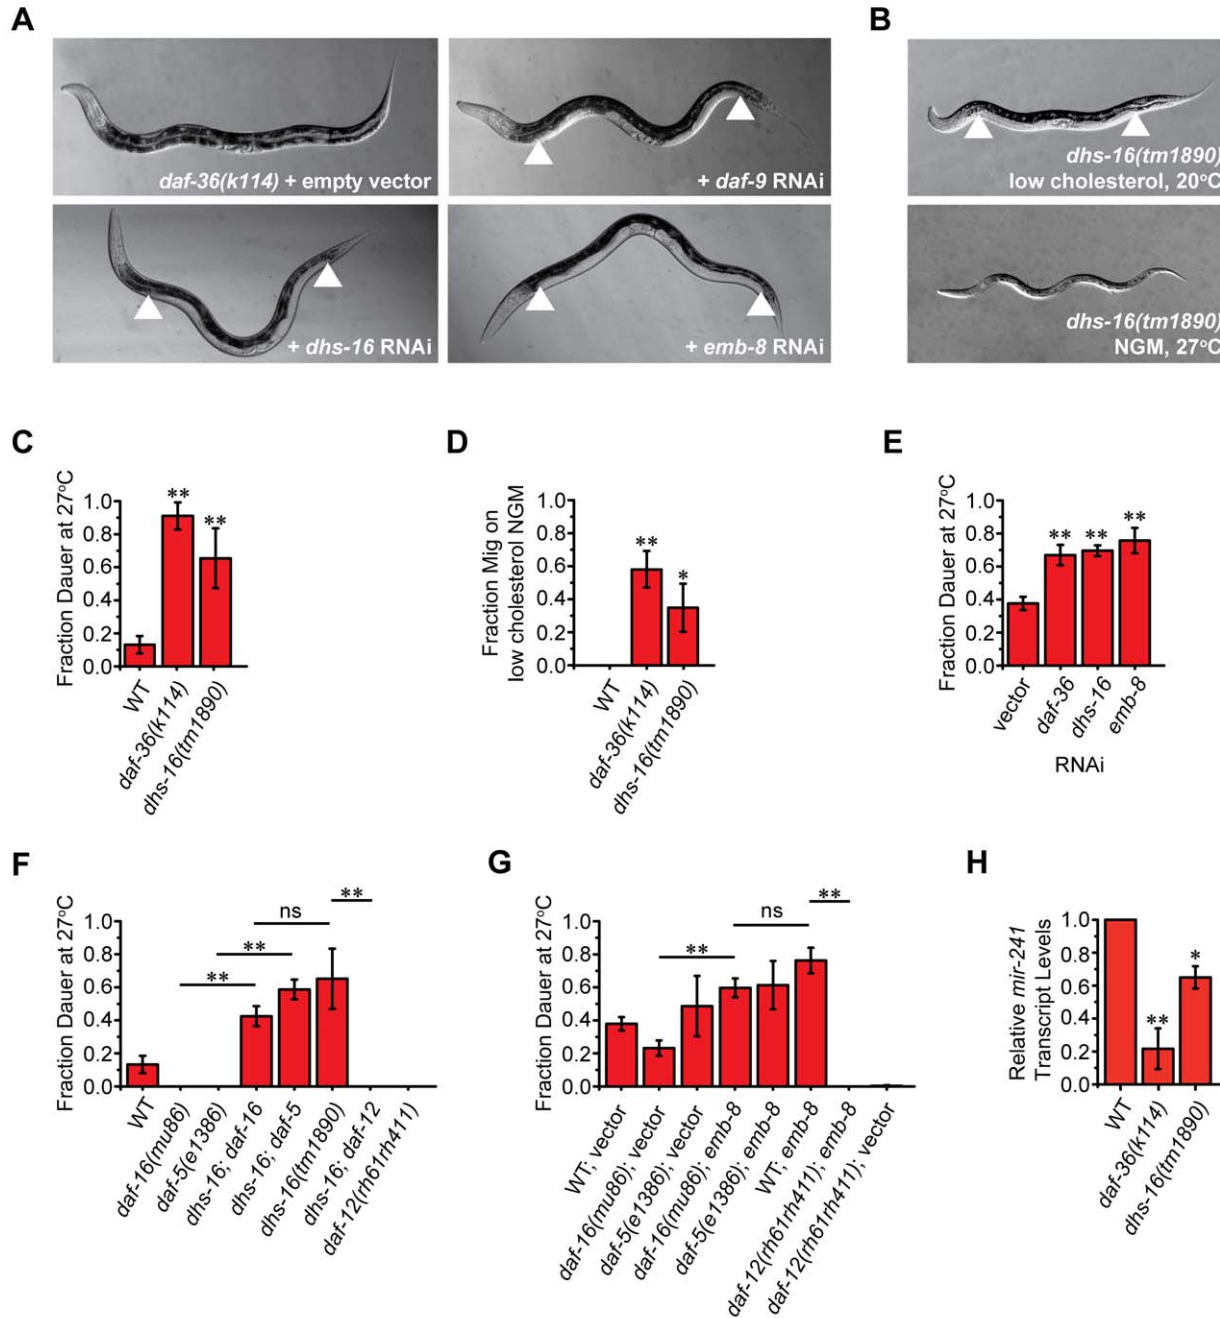 A
daf-36(k114) + empty vector
+ daf-9 RNAi
+ dhs-16 RNAi
+ emb-8 RNAi
B
dhs-16(tm1890)
low cholesterol, 20°C
dhs-16(tm1890)
NGM, 27°C
C
Fraction Dauer at 27°C
1.0
0.8
0.6
0.4
0.2
0.0
**
**
WT
daf-36(k114)
dhs-16(tm1890)
D
Fraction Mig on
low cholesterol NGM
1.0
0.8
0.6
0.4
0.2
0.0
**
*
WT
daf-36(k114)
dhs-16(tm1890)
E
Fraction Dauer at 27°C
1.0
0.8
0.6
0.4
0.2
0.0
**
**
**
vector
daf-36
dhs-16
emb-8
RNAi
F
Fraction Dauer at 27°C
1.0
0.8
0.6
0.4
0.2
0.0
**
**
ns
**
WT
daf-16(mu86)
daf-5(e1386)
dhs-16; daf-16
dhs-16; daf-5
dhs-16(tm1890)
dhs-16; daf-12
daf-12(rh61rh411)
G
Fraction Dauer at 27°C
1.0
0.8
0.6
0.4
0.2
0.0
**
ns
**
WT; vector
daf-16(mu86); vector
daf-5(e1386); vector
daf-16(mu86); emb-8
daf-5(e1386); emb-8
WT; emb-8
daf-12(rh61rh411); emb-8
daf-12(rh61rh411); vector
H
Relative mir-241
Transcript Levels
1.0
0.8
0.6
0.4
0.2
0.0
**
*
WT
daf-36(k114)
dhs-16(tm1890)